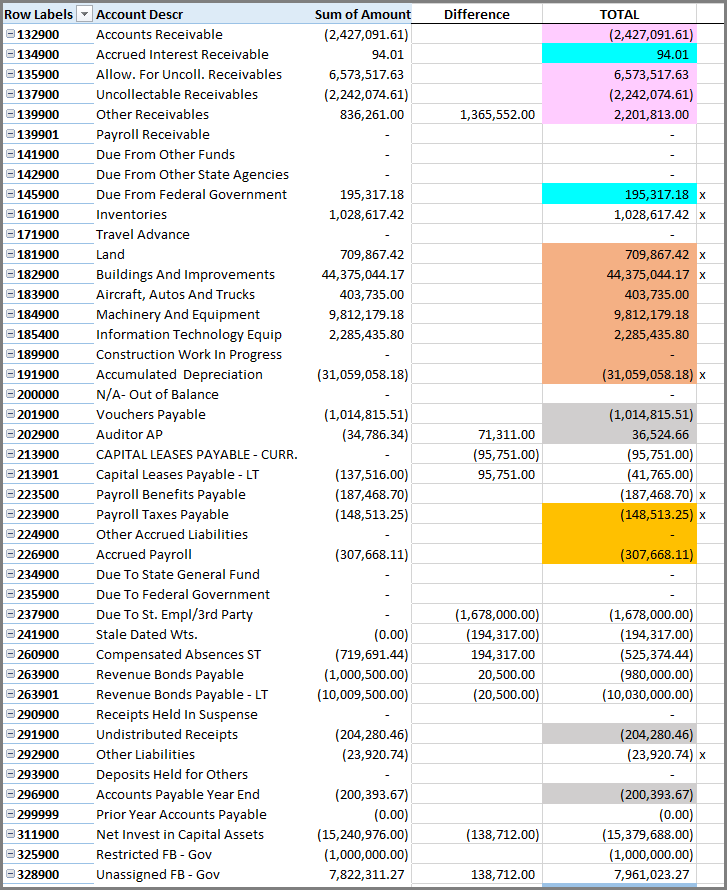 Row Labels Account Descr Sum of Amount Difference TOTAL
132900 Accounts Receivable (2,427,091.61) (2,427,091.61)
134900 Accrued Interest Receivable 94.01 94.01
135900 Allow. For Uncoll. Receivables 6,573,517.63 6,573,517.63
137900 Uncollectable Receivables (2,242,074.61) (2,242,074.61)
139900 Other Receivables 836,261.00 1,365,552.00 2,201,813.00
139901 Payroll Receivable - -
141900 Due From Other Funds - -
142900 Due From Other State Agencies - -
145900 Due From Federal Government 195,317.18 195,317.18 x
161900 Inventories 1,028,617.42 1,028,617.42 x
171900 Travel Advance - -
181900 Land 709,867.42 709,867.42 x
182900 Buildings And Improvements 44,375,044.17 44,375,044.17 x
183900 Aircraft, Autos And Trucks 403,735.00 403,735.00
184900 Machinery And Equipment 9,812,179.18 9,812,179.18
185400 Information Technology Equip 2,285,435.80 2,285,435.80
189900 Construction Work In Progress - -
191900 Accumulated Depreciation (31,059,058.18) (31,059,058.18) x
200000 N/A- Out of Balance - -
201900 Vouchers Payable (1,014,815.51) (1,014,815.51)
202900 Auditor AP (34,786.34) 71,311.00 36,524.66
213900 CAPITAL LEASES PAYABLE - CURR. - (95,751.00) (95,751.00)
213901 Capital Leases Payable - LT (137,516.00) 95,751.00 (41,765.00)
223500 Payroll Benefits Payable (187,468.70) (187,468.70) x
223900 Payroll Taxes Payable (148,513.25) (148,513.25) x
224900 Other Accrued Liabilities - -
226900 Accrued Payroll (307,668.11) (307,668.11)
234900 Due To State General Fund - -
235900 Due To Federal Government - -
237900 Due To St. Empl/3rd Party - (1,678,000.00) (1,678,000.00)
241900 Stale Dated Wts. (0.00) (194,317.00) (194,317.00)
260900 Compensated Absences ST (719,691.44) 194,317.00 (525,374.44)
263900 Revenue Bonds Payable (1,000,500.00) 20,500.00 (980,000.00)
263901 Revenue Bonds Payable - LT (10,009,500.00) (20,500.00) (10,030,000.00)
290900 Receipts Held In Suspense - -
291900 Undistributed Receipts (204,280.46) (204,280.46)
292900 Other Liabilities (23,920.74) (23,920.74) x
293900 Deposits Held for Others - -
296900 Accounts Payable Year End (200,393.67) (200,393.67)
299999 Prior Year Accounts Payable (0.00) (0.00)
311900 Net Invest in Capital Assets (15,240,976.00) (138,712.00) (15,379,688.00)
325900 Restricted FB - Gov (1,000,000.00) (1,000,000.00)
328900 Unassigned FB - Gov 7,822,311.27 138,712.00 7,961,023.27